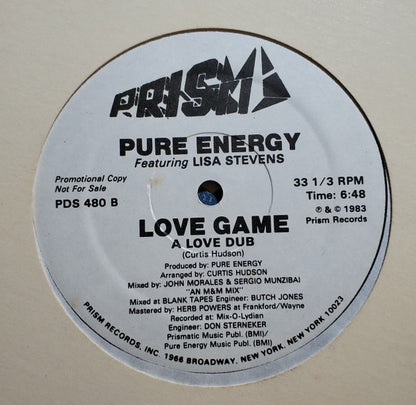 PRISM
PURE ENERGY
Featuring LISA STEVENS
Promotional Copy
Not For Sale
PDS 480 B
33 1/3 RPM
Time: 6:48
℗ & © 1983
Prism Records
LOVE GAME
A LOVE DUB
(Curtis Hudson)
Produced by: PURE ENERGY
Arranged by: CURTIS HUDSON
Mixed by: JOHN MORALES & SERGIO MUNZIBAI
"AN M&M MIX"
Mixed at BLANK TAPES Engineer: BUTCH JONES
Mastered by: HERB POWERS at Frankford/Wayne
Recorded at: Mix-O-Lydian
Engineer: DON STERNEKER
Prismatic Music Publ. (BMI)/
Pure Energy Music Publ. (BMI)
PRISM RECORDS, INC. 1966 BROADWAY, NEW YORK, NEW YORK 10023